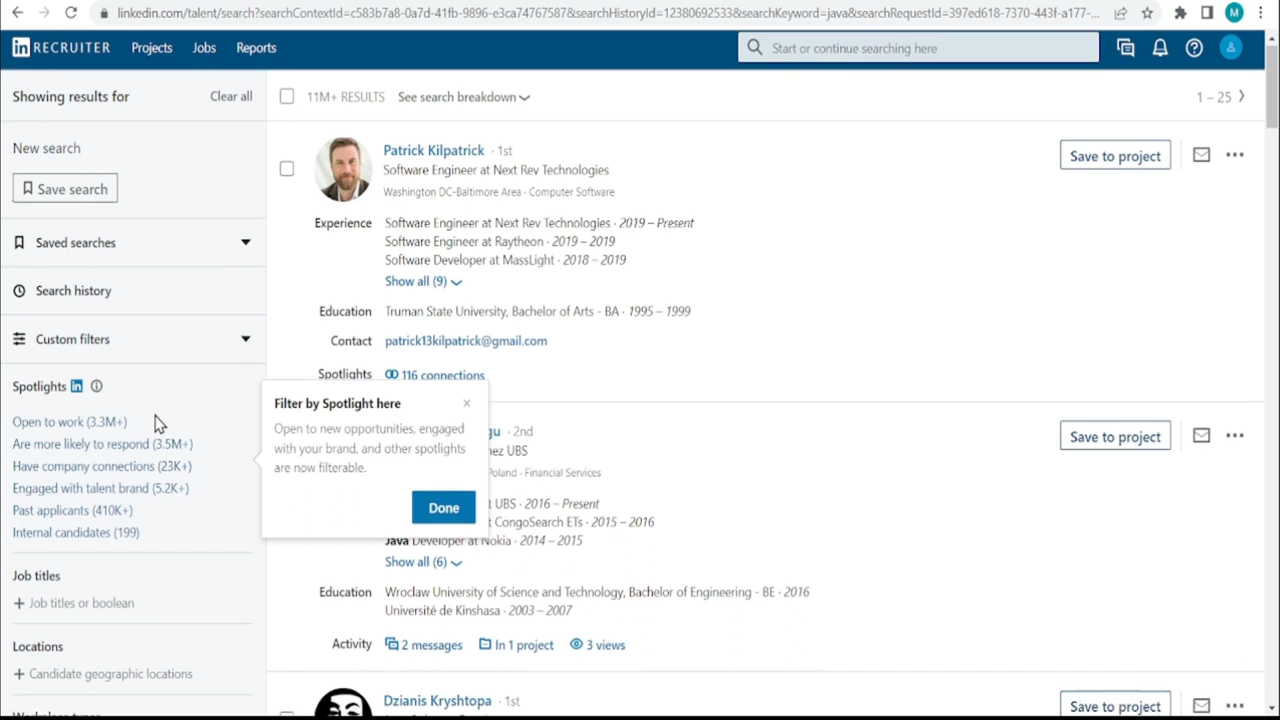 linkedin.com/talent/search?searchContextId=c583b7a8-0a7d-41fb-9896-e3ca74767587&searchHistoryId=12380692533&searchKeyword=java&searchRequestId=397ed618-7370-443f-a177-...
M
in RECRUITER Projects Jobs Reports
Start or continue searching here
Showing results for
Clear all
New search
Save search
Saved searches
Search history
Custom filters
Spotlights in
Open to work (3.3M+)
Are more likely to respond (3.5M+)
Have company connections (23K+)
Engaged with talent brand (5.2K+)
Past applicants (410K+)
Internal candidates (199)
Job titles
+ Job titles or boolean
Locations
+ Candidate geographic locations
11M+ RESULTS See search breakdown
1 – 25
Patrick Kilpatrick · 1st
Save to project
Software Engineer at Next Rev Technologies
Washington DC-Baltimore Area · Computer Software
Experience Software Engineer at Next Rev Technologies · 2019 – Present
Software Engineer at Raytheon · 2019 – 2019
Software Developer at MassLight · 2018 – 2019
Show all (9)
Education Truman State University, Bachelor of Arts - BA · 1995 – 1999
Contact patrick13kilpatrick@gmail.com
Spotlights 116 connections
Filter by Spotlight here
Open to new opportunities, engaged
with your brand, and other spotlights
are now filterable.
Done
gu · 2nd
Save to project
nez UBS
Poland · Financial Services
t UBS · 2016 – Present
t CongoSearch ETs · 2015 – 2016
Java Developer at Nokia · 2014 – 2015
Show all (6)
Education Wroclaw University of Science and Technology, Bachelor of Engineering - BE · 2016
Université de Kinshasa · 2003 – 2007
Activity 2 messages In 1 project 3 views
Dzianis Kryshtopa · 1st
Save to project